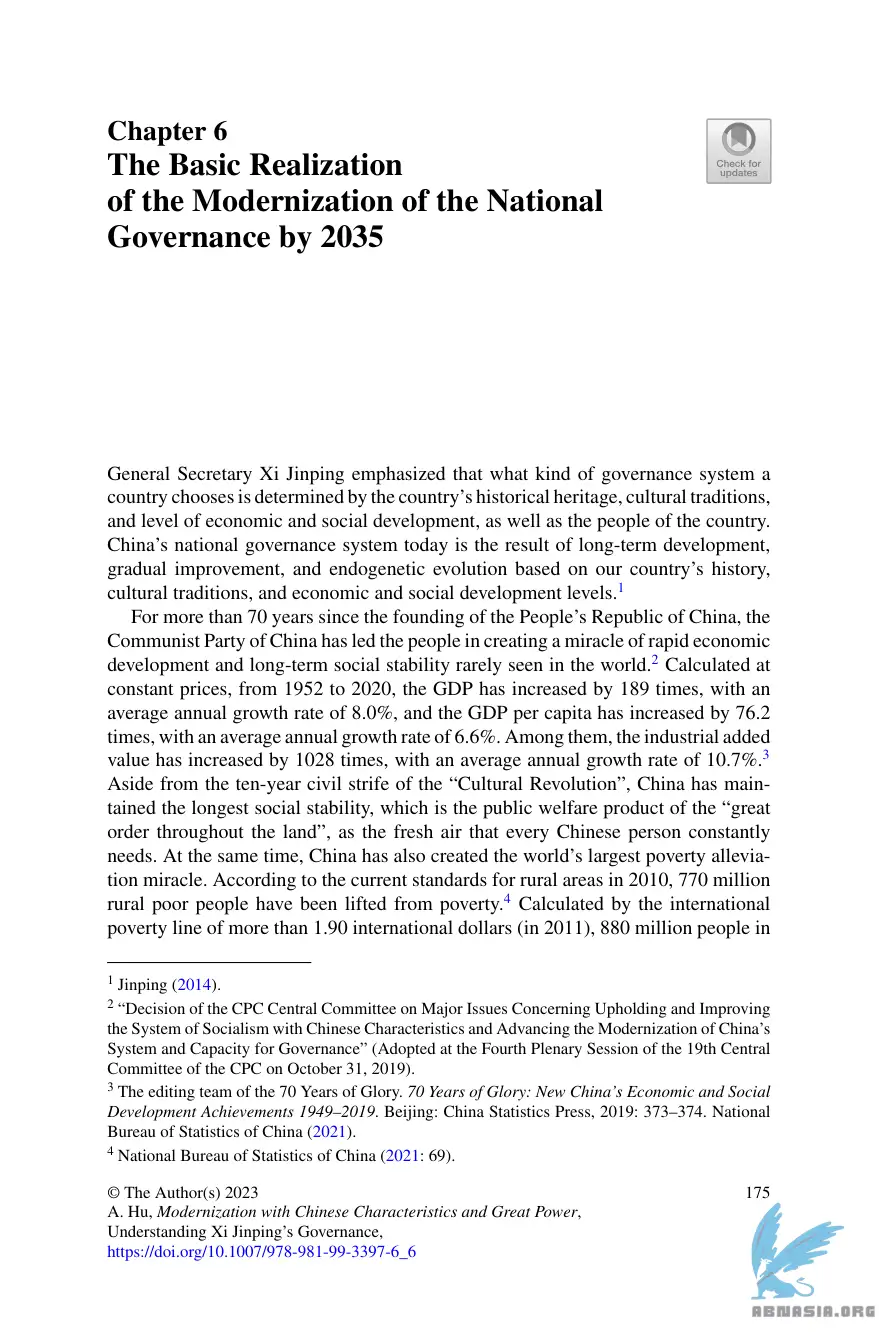 Chapter 6
The Basic Realization
of the Modernization of the National
Governance by 2035
Check for
updates
General Secretary Xi Jinping emphasized that what kind of governance system a
country chooses is determined by the country’s historical heritage, cultural traditions,
and level of economic and social development, as well as the people of the country.
China’s national governance system today is the result of long-term development,
gradual improvement, and endogenetic evolution based on our country’s history,
cultural traditions, and economic and social development levels.1
For more than 70 years since the founding of the People’s Republic of China, the
Communist Party of China has led the people in creating a miracle of rapid economic
development and long-term social stability rarely seen in the world.2 Calculated at
constant prices, from 1952 to 2020, the GDP has increased by 189 times, with an
average annual growth rate of 8.0%, and the GDP per capita has increased by 76.2
times, with an average annual growth rate of 6.6%. Among them, the industrial added
value has increased by 1028 times, with an average annual growth rate of 10.7%.3
Aside from the ten-year civil strife of the “Cultural Revolution”, China has main-
tained the longest social stability, which is the public welfare product of the “great
order throughout the land”, as the fresh air that every Chinese person constantly
needs. At the same time, China has also created the world’s largest poverty allevia-
tion miracle. According to the current standards for rural areas in 2010, 770 million
rural poor people have been lifted from poverty.4 Calculated by the international
poverty line of more than 1.90 international dollars (in 2011), 880 million people in
1 Jinping (2014).
2 “Decision of the CPC Central Committee on Major Issues Concerning Upholding and Improving
the System of Socialism with Chinese Characteristics and Advancing the Modernization of China’s
System and Capacity for Governance” (Adopted at the Fourth Plenary Session of the 19th Central
Committee of the CPC on October 31, 2019).
3 The editing team of the 70 Years of Glory. 70 Years of Glory: New China’s Economic and Social
Development Achievements 1949–2019. Beijing: China Statistics Press, 2019: 373–374. National
Bureau of Statistics of China (2021).
4 National Bureau of Statistics of China (2021: 69).
© The Author(s) 2023
175
A. Hu, Modernization with Chinese Characteristics and Great Power,
Understanding Xi Jinping’s Governance,
https://doi.org/10.1007/978-981-99-3397-6_6
ABNASIA.ORG